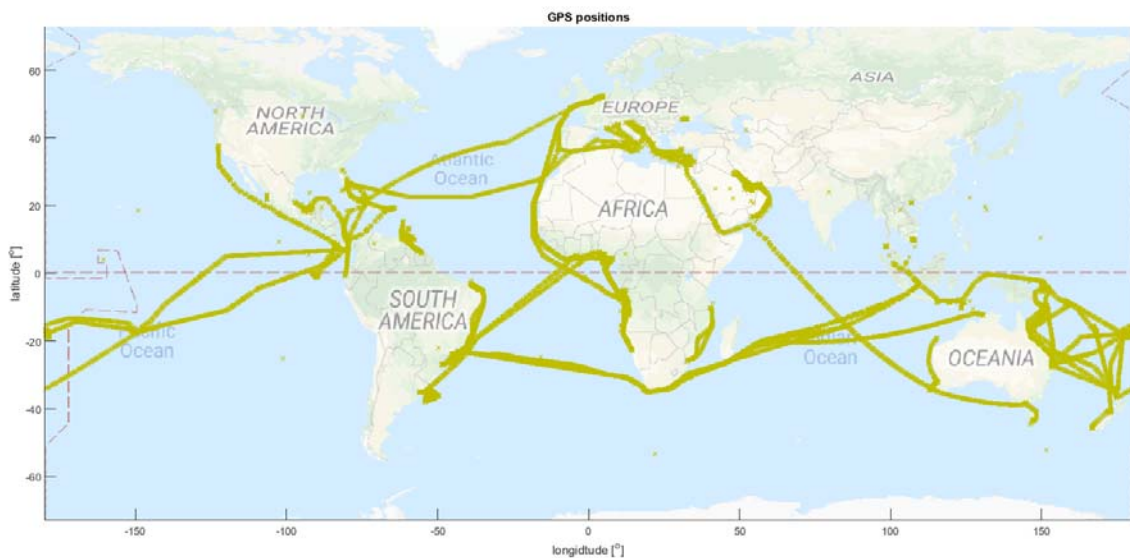 GPS positions
60
40
20
0
-20
-40
-60
latitude [°]
NORTH
AMERICA
EUROPE
ASIA
Atlantic
Ocean
AFRICA
SOUTH
AMERICA
Ocean
Ocean
OCEANIA
-150
-100
-50
0
50
100
150
longidtude [°]